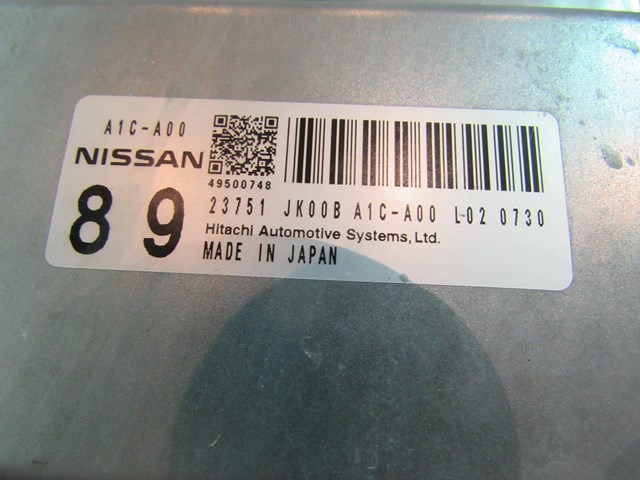 A1C-A00
NISSAN
49500748
89
23751 JK00B A1C-A00 L-02 0730
Hitachi Automotive Systems, Ltd.
MADE IN JAPAN